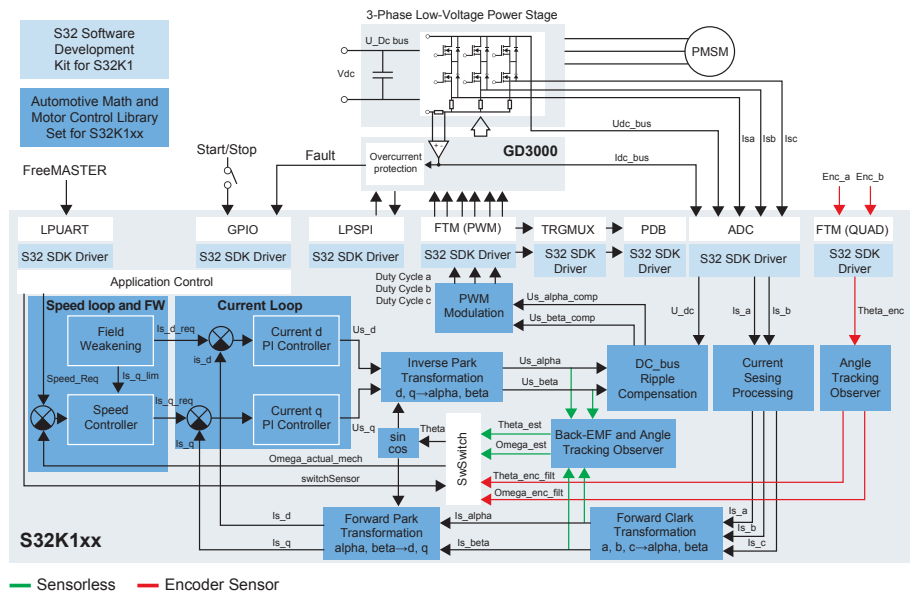 3-Phase Low-Voltage Power Stage
S32 Software
Development
Kit for S32K1
Automotive Math and
Motor Control Library
Set for S32K1xx
U_Dc bus
Vdc
PMSM
Udc_bus
Isa
Isb
Isc
Idc_bus
+ -
GD3000
Overcurrent
protection
Fault
Start/Stop
FreeMASTER
Enc_a
Enc_b
LPUART
S32 SDK Driver
GPIO
S32 SDK Driver
LPSPI
S32 SDK Driver
FTM (PWM)
S32 SDK Driver
TRGMUX
S32 SDK
Driver
PDB
S32 SDK
Driver
ADC
S32 SDK Driver
FTM (QUAD)
S32 SDK
Driver
Application Control
Duty Cycle a
Duty Cycle b
Duty Cycle c
PWM
Modulation
Us_alpha_comp
Us_beta_comp
U_dc
Is_a
Is_b
Theta_enc
Speed loop and FW
Current Loop
Field
Weakening
Is_d_req
is_d
Current d
PI Controller
Us_d
Speed_Req
Is_q_lim
Speed
Controller
Is_q_req
Is_q
Current q
PI Controller
Us_q
Inverse Park
Transformation
d, q→alpha, beta
Us_alpha
Us_beta
DC_bus
Ripple
Compensation
Current
Sesing
Processing
Angle
Tracking
Observer
sin
cos
Theta
SwSwitch
Theta_est
Omega_est
Back-EMF and Angle
Tracking Observer
Omega_actual_mech
switchSensor
Theta_enc_filt
Omega_enc_filt
Is_d
Is_q
Forward Park
Transformation
alpha, beta→d, q
Is_alpha
Is_beta
Forward Clark
Transformation
a, b, c→alpha, beta
Is_a
Is_b
Is_c
S32K1xx
Sensorless
Encoder Sensor